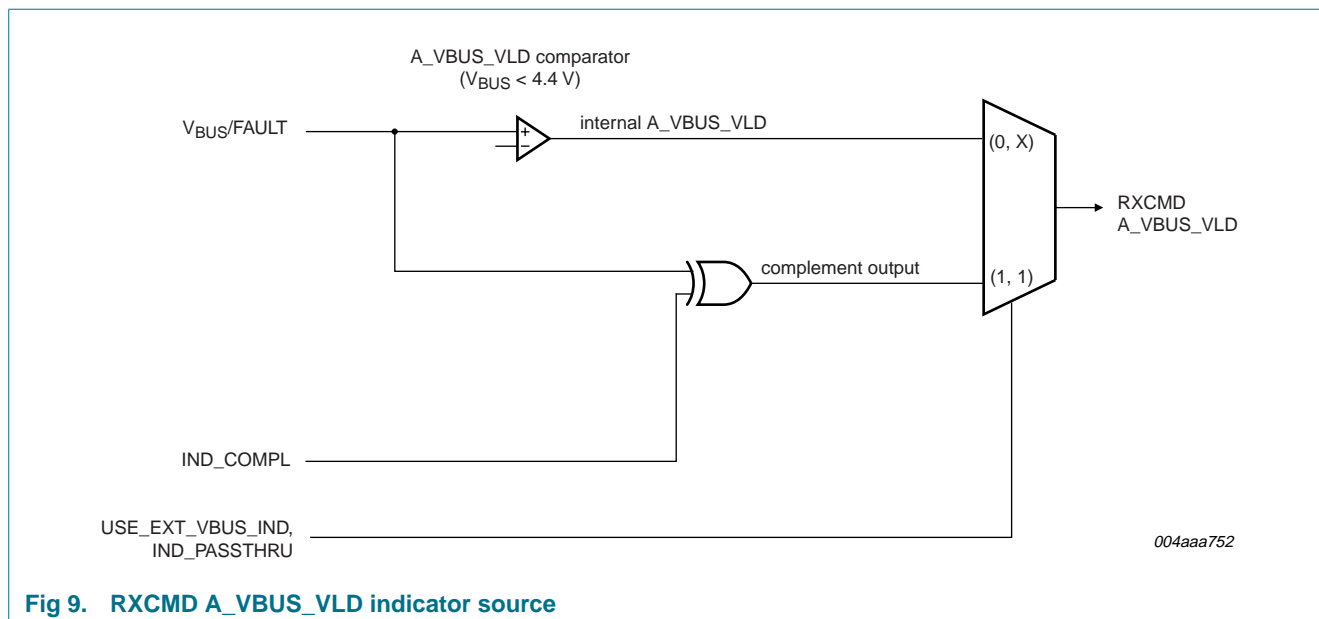 A_VBUS_VLD comparator
(VBUS < 4.4 V)
VBUS/FAULT
internal A_VBUS_VLD
+
−
(0, X)
RXCMD
A_VBUS_VLD
complement output
(1, 1)
IND_COMPL
USE_EXT_VBUS_IND,
IND_PASSTHRU
004aaa752
Fig 9. RXCMD A_VBUS_VLD indicator source